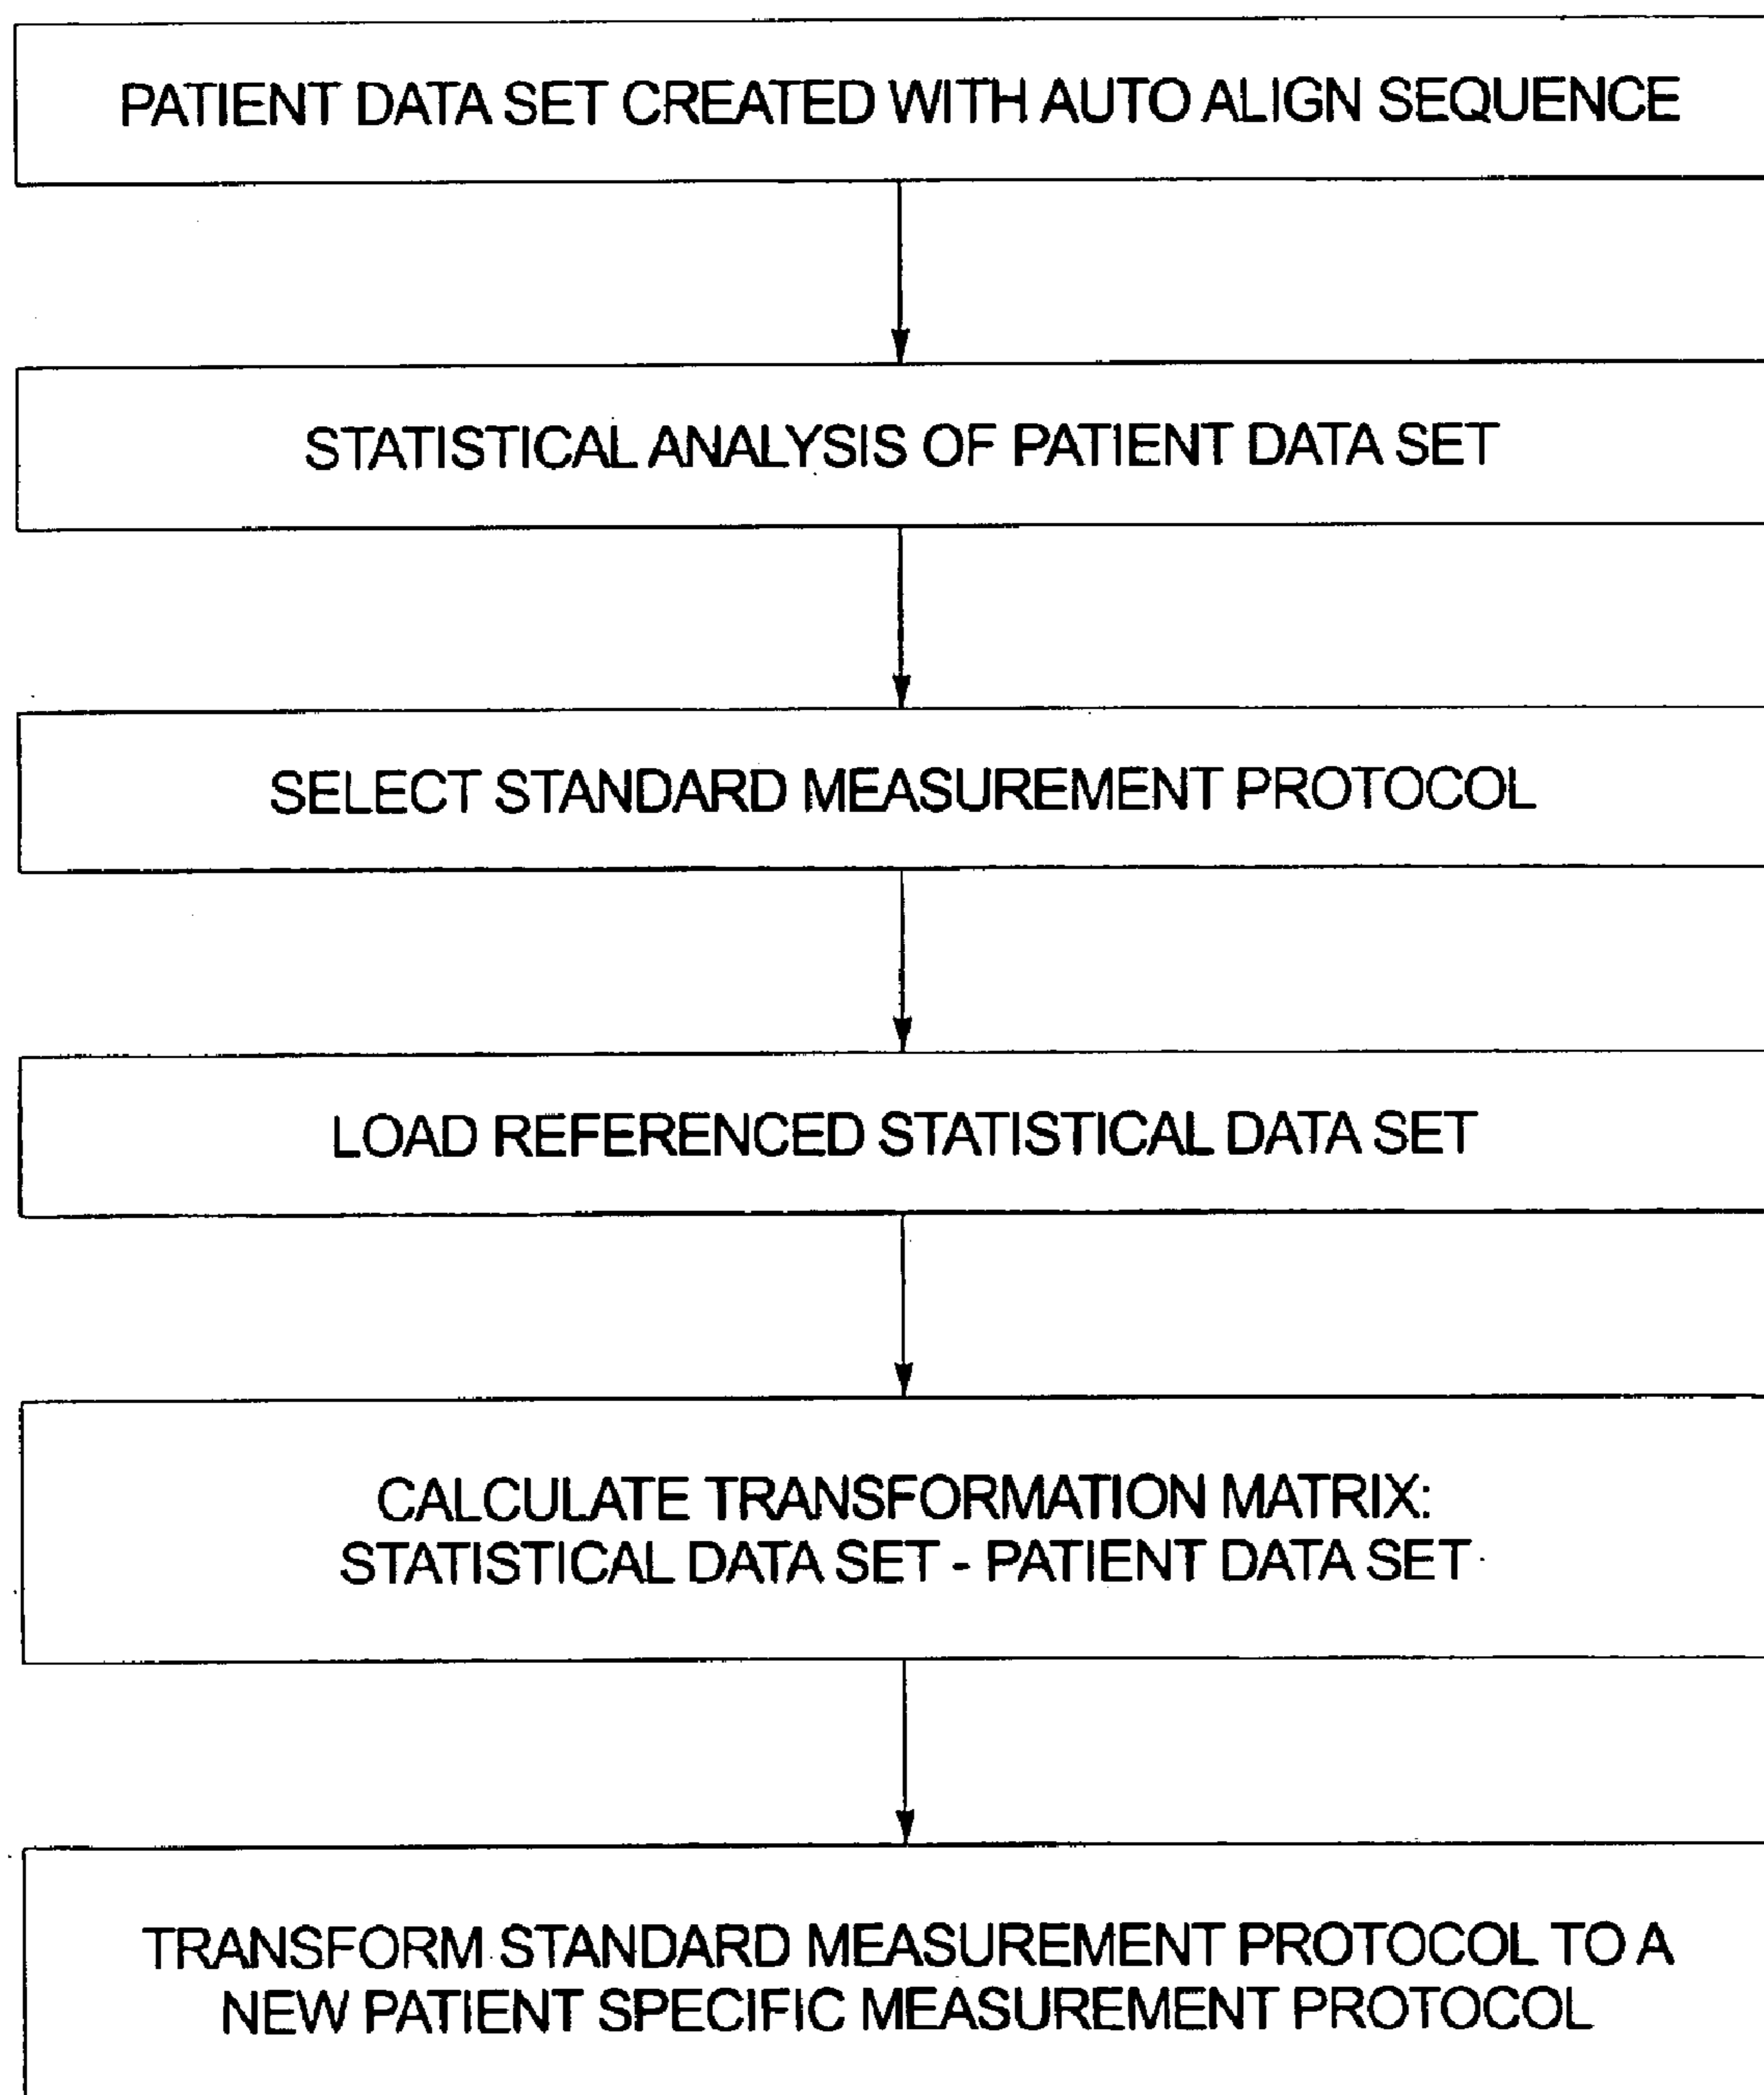 PATIENT DATA SET CREATED WITH AUTO ALIGN SEQUENCE
STATISTICAL ANALYSIS OF PATIENT DATA SET
SELECT STANDARD MEASUREMENT PROTOCOL
LOAD REFERENCED STATISTICAL DATA SET
CALCULATE TRANSFORMATION MATRIX:
STATISTICAL DATA SET - PATIENT DATA SET
TRANSFORM STANDARD MEASUREMENT PROTOCOL TO A
NEW PATIENT SPECIFIC MEASUREMENT PROTOCOL